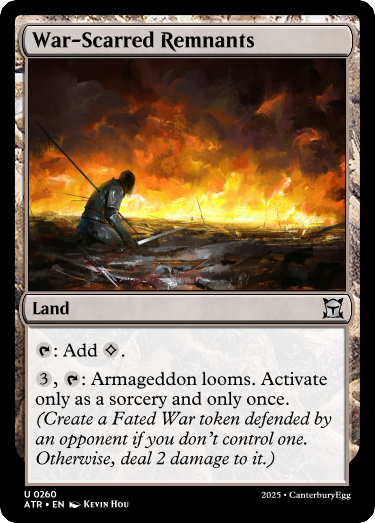 War-Scarred Remnants
Land
: Add .
3, : Armageddon looms. Activate
only as a sorcery and only once.
(Create a Fated War token defended by
an opponent if you don't control one.
Otherwise, deal 2 damage to it.)
U 0260
ATR • EN Kevin Hou
2025 • CanterburyEgg